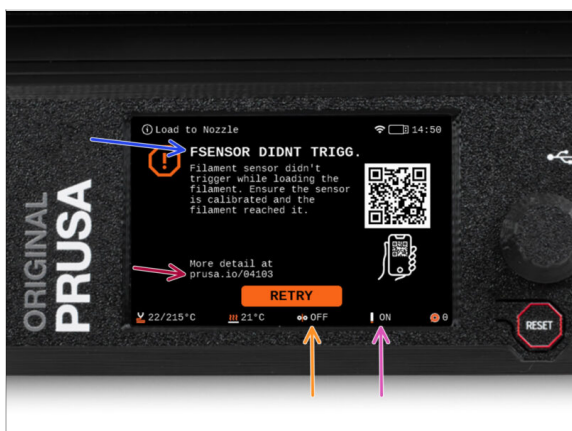 ORIGINAL
PRUSA
Load to Nozzle
14:50
FSENSOR DIDNT TRIGG.
Filament sensor didn't
trigger while loading the
filament. Ensure the sensor
is calibrated and the
filament reached it.
More detail at
prusa.io/04103
RETRY
22/215°C
21°C
OFF
ON
0
RESET